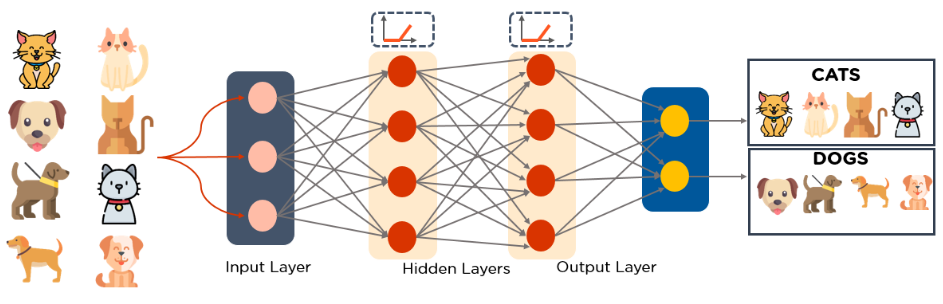 CATS
DOGS
Input Layer
Hidden Layers
Output Layer